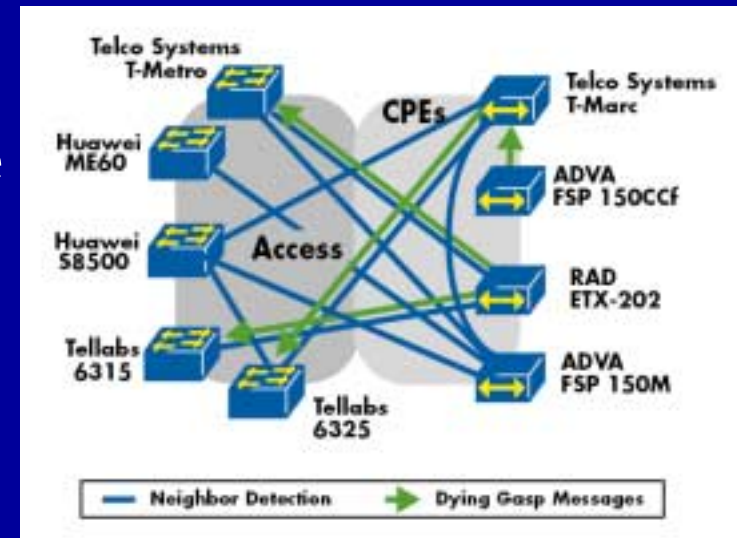 Telco Systems
T-Metro
Huawei
ME60
Huawei
S8500
Tellabs
6315
Tellabs
6325
Access
CPEs
Telco Systems
T-Marc
ADVA
FSP 150CCf
RAD
ETX-202
ADVA
FSP 150M
Neighbor Detection
Dying Gasp Messages